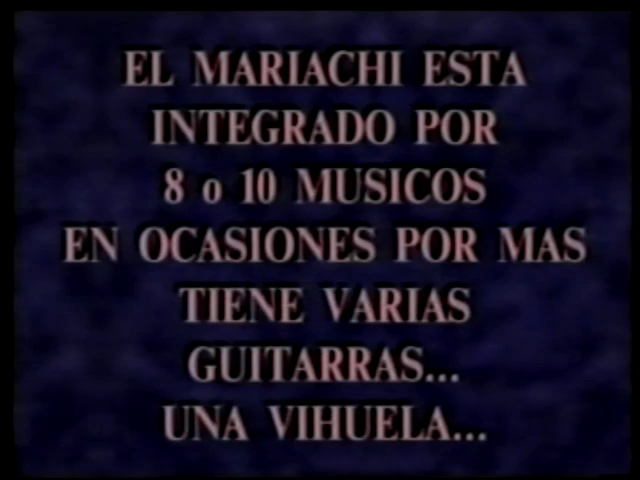 EL MARIACHI ESTA
INTEGRADO POR
8 o 10 MUSICOS
EN OCASIONES POR MAS
TIENE VARIAS
GUITARRAS...
UNA VIHUELA...